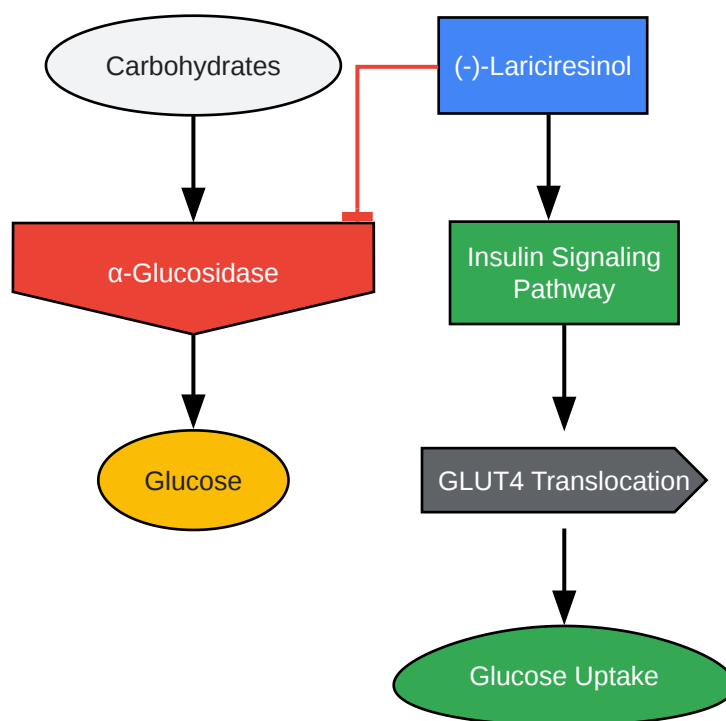 Carbohydrates
(-)-Lariciresinol
α-Glucosidase
Insulin Signaling
Pathway
Glucose
GLUT4 Translocation
Glucose Uptake